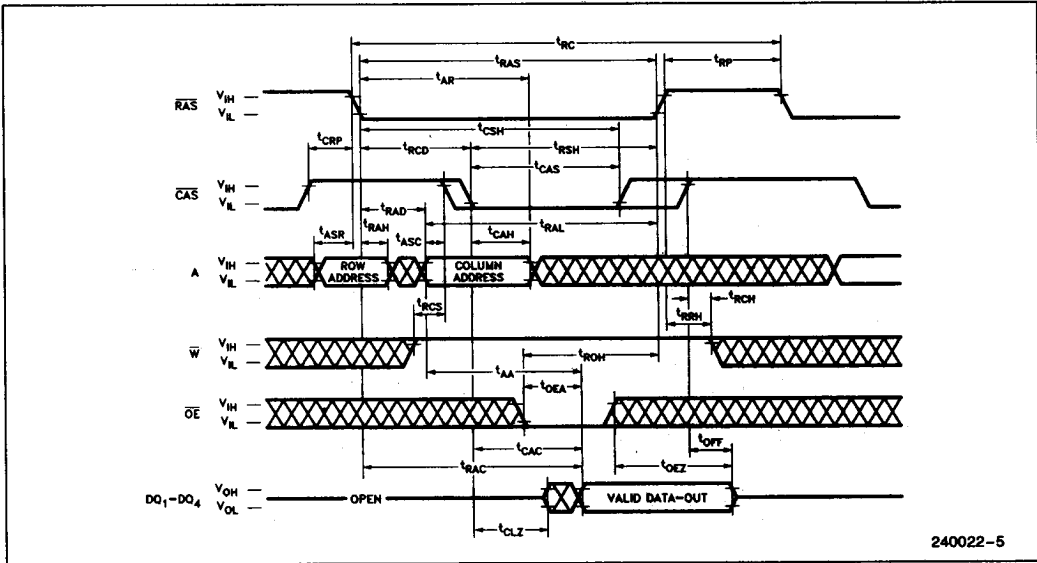 tRC
tRAS
tRP
tAR
RAS
VIH
VIL
tCSH
tCRP
tRCD
tRSH
tCAS
CAS
VIH
VIL
tRAD
tRAL
tASR
tRAH
tASC
tCAH
A
VIH
VIL
ROW ADDRESS
COLUMN ADDRESS
tRCS
tRCH
tRRH
W
VIH
VIL
tROH
tAA
tOEA
OE
VIH
VIL
tCAC
tOFF
tRAC
tOEZ
DQ1-DQ4
VOH
VOL
OPEN
VALID DATA-OUT
tCLZ
240022-5